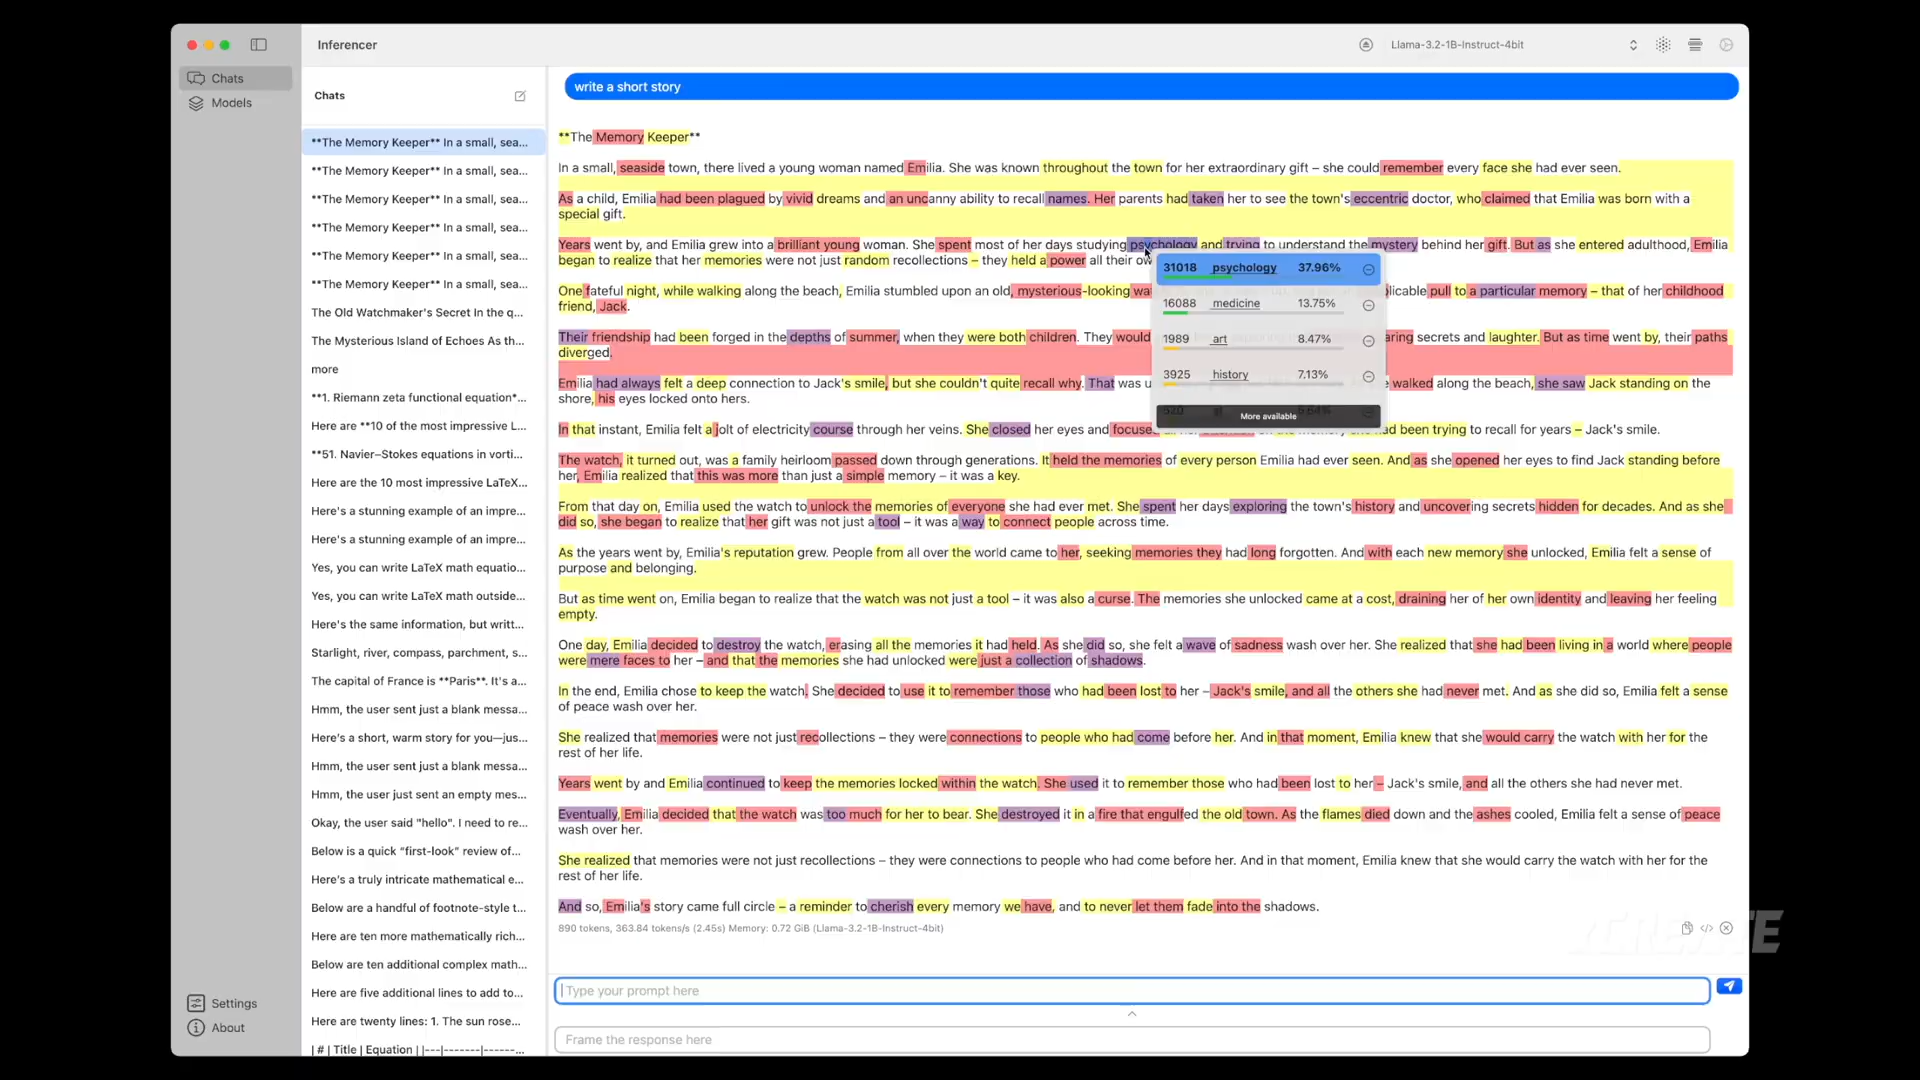 Inferencer
Llama-3.2-1B-Instruct-4bit
Chats
Models
Chats
**The Memory Keeper** In a small, sea...
**The Memory Keeper** In a small, sea...
**The Memory Keeper** In a small, sea...
**The Memory Keeper** In a small, sea...
**The Memory Keeper** In a small, sea...
**The Memory Keeper** In a small, sea...
The Old Watchmaker's Secret In the q...
The Mysterious Island of Echoes As th...
more
**1. Riemann zeta functional equation*...
Here are **10 of the most impressive L...
**51. Navier–Stokes equations in vorti...
Here are the 10 most impressive LaTeX...
Here's a stunning example of an impre...
Here's a stunning example of an impre...
Yes, you can write LaTeX math equatio...
Yes, you can write LaTeX math outside...
Here's the same information, but writt...
Starlight, river, compass, parchment, s...
The capital of France is **Paris**. It's a...
Hmm, the user sent just a blank messa...
Here's a short, warm story for you—jus...
Hmm, the user sent just a blank messa...
Hmm, the user just sent an empty mes...
Okay, the user said "hello". I need to re...
Below is a quick “first-look” review of...
Here's a truly intricate mathematical e...
Below are a handful of footnote-style t...
Here are ten more mathematically rich...
Below are ten additional complex math...
Here are five additional lines to add to...
Here are twenty lines: 1. The sun rose...
| # | Title | Equation | |---|-------|------...
Settings
About
write a short story
**The Memory Keeper**
In a small, seaside town, there lived a young woman named Emilia. She was known throughout the town for her extraordinary gift – she could remember every face she had ever seen.
As a child, Emilia had been plagued by vivid dreams and an uncanny ability to recall names. Her parents had taken her to see the town's eccentric doctor, who claimed that Emilia was born with a
special gift.
Years went by, and Emilia grew into a brilliant young woman. She spent most of her days studying psychology and trying to understand the mystery behind her gift. But as she entered adulthood, Emilia
began to realize that her memories were not just random recollections – they held a power all their ow
One fateful night, while walking along the beach, Emilia stumbled upon an old, mysterious-looking wat licable pull to a particular memory – that of her childhood
friend, Jack.
Their friendship had been forged in the depths of summer, when they were both children. They would aring secrets and laughter. But as time went by, their paths
diverged.
Emilia had always felt a deep connection to Jack's smile, but she couldn't quite recall why. That was u walked along the beach, she saw Jack standing on the
shore, his eyes locked onto hers.
In that instant, Emilia felt a jolt of electricity course through her veins. She closed her eyes and focuse had been trying to recall for years – Jack's smile.
The watch, it turned out, was a family heirloom passed down through generations. It held the memories of every person Emilia had ever seen. And as she opened her eyes to find Jack standing before
her, Emilia realized that this was more than just a simple memory – it was a key.
From that day on, Emilia used the watch to unlock the memories of everyone she had ever met. She spent her days exploring the town's history and uncovering secrets hidden for decades. And as she
did so, she began to realize that her gift was not just a tool – it was a way to connect people across time.
As the years went by, Emilia's reputation grew. People from all over the world came to her, seeking memories they had long forgotten. And with each new memory she unlocked, Emilia felt a sense of
purpose and belonging.
But as time went on, Emilia began to realize that the watch was not just a tool – it was also a curse. The memories she unlocked came at a cost, draining her of her own identity and leaving her feeling
empty.
One day, Emilia decided to destroy the watch, erasing all the memories it had held. As she did so, she felt a wave of sadness wash over her. She realized that she had been living in a world where people
were mere faces to her – and that the memories she had unlocked were just a collection of shadows.
In the end, Emilia chose to keep the watch. She decided to use it to remember those who had been lost to her – Jack's smile, and all the others she had never met. And as she did so, Emilia felt a sense
of peace wash over her.
She realized that memories were not just recollections – they were connections to people who had come before her. And in that moment, Emilia knew that she would carry the watch with her for the
rest of her life.
Years went by and Emilia continued to keep the memories locked within the watch. She used it to remember those who had been lost to her – Jack's smile, and all the others she had never met.
Eventually, Emilia decided that the watch was too much for her to bear. She destroyed it in a fire that engulfed the old town. As the flames died down and the ashes cooled, Emilia felt a sense of peace
wash over her.
She realized that memories were not just recollections – they were connections to people who had come before her. And in that moment, Emilia knew that she would carry the watch with her for the
rest of her life.
And so, Emilia's story came full circle – a reminder to cherish every memory we have, and to never let them fade into the shadows.
890 tokens, 363.84 tokens/s (2.45s) Memory: 0.72 GiB (Llama-3.2-1B-Instruct-4bit)
31018 psychology 37.96%
16088 medicine 13.75%
1989 art 8.47%
3925 history 7.13%
More available
Type your prompt here
Frame the response here